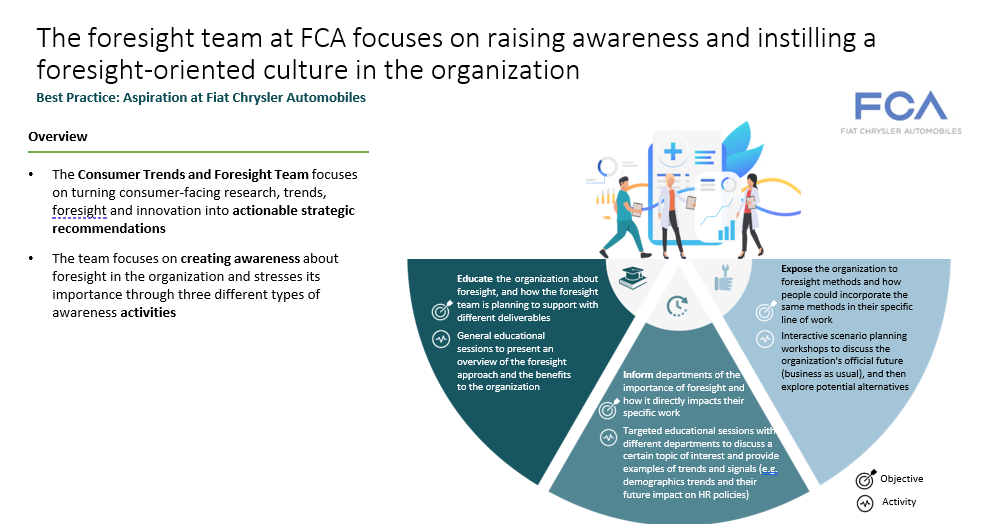 The foresight team at FCA focuses on raising awareness and instilling a
foresight-oriented culture in the organization
Best Practice: Aspiration at Fiat Chrysler Automobiles
FCA
FIAT CHRYSLER AUTOMOBILES
Overview
• The Consumer Trends and Foresight Team focuses
on turning consumer-facing research, trends,
foresight and innovation into actionable strategic
recommendations
• The team focuses on creating awareness about
foresight in the organization and stresses its
importance through three different types of
awareness activities
Educate the organization about
foresight, and how the foresight
team is planning to support with
different deliverables
General educational
sessions to present an
overview of the foresight
approach and the benefits
to the organization
Inform departments of the
importance of foresight and
how it directly impacts their
specific work
Targeted educational sessions with
different departments to discuss a
certain topic of interest and provide
examples of trends and signals (e.g.
demographics trends and their
future impact on HR policies)
Expose the organization to
foresight methods and how
people could incorporate the
same methods in their specific
line of work
Interactive scenario planning
workshops to discuss the
organization's official future
(business as usual), and then
explore potential alternatives
Objective
Activity